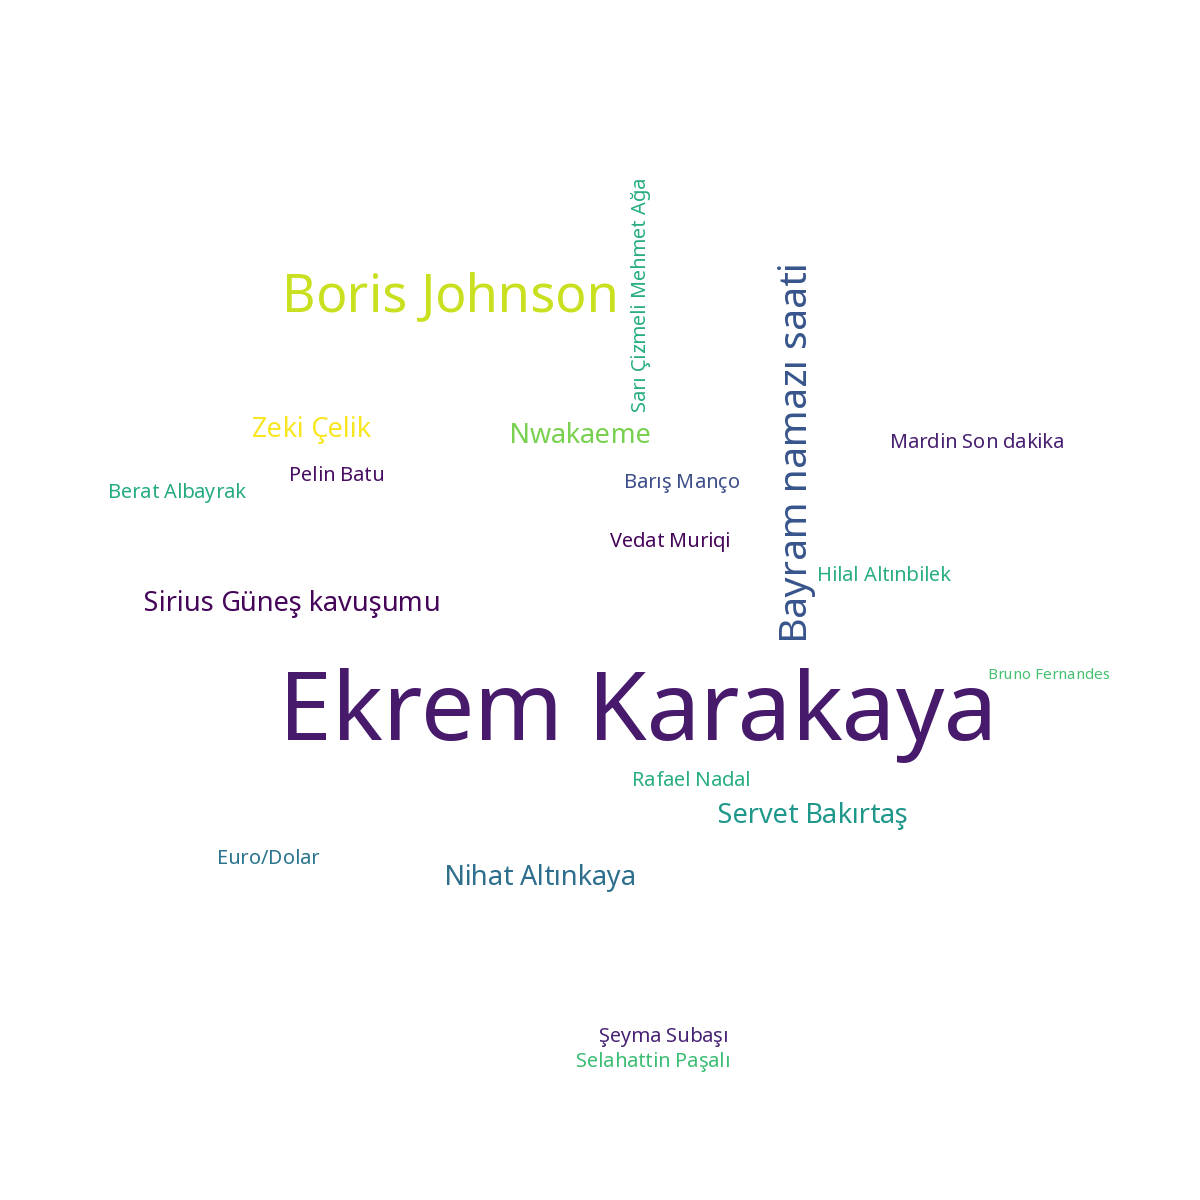 Sarı Çizmeli Mehmet Ağa
Boris Johnson
Bayram namazı saati
Zeki Çelik
Nwakaeme
Mardin Son dakika
Pelin Batu
Barış Manço
Berat Albayrak
Vedat Muriqi
Hilal Altınbilek
Sirius Güneş kavuşumu
Bruno Fernandes
Ekrem Karakaya
Rafael Nadal
Servet Bakırtaş
Euro/Dolar
Nihat Altınkaya
Şeyma Subaşı
Selahattin Paşalı